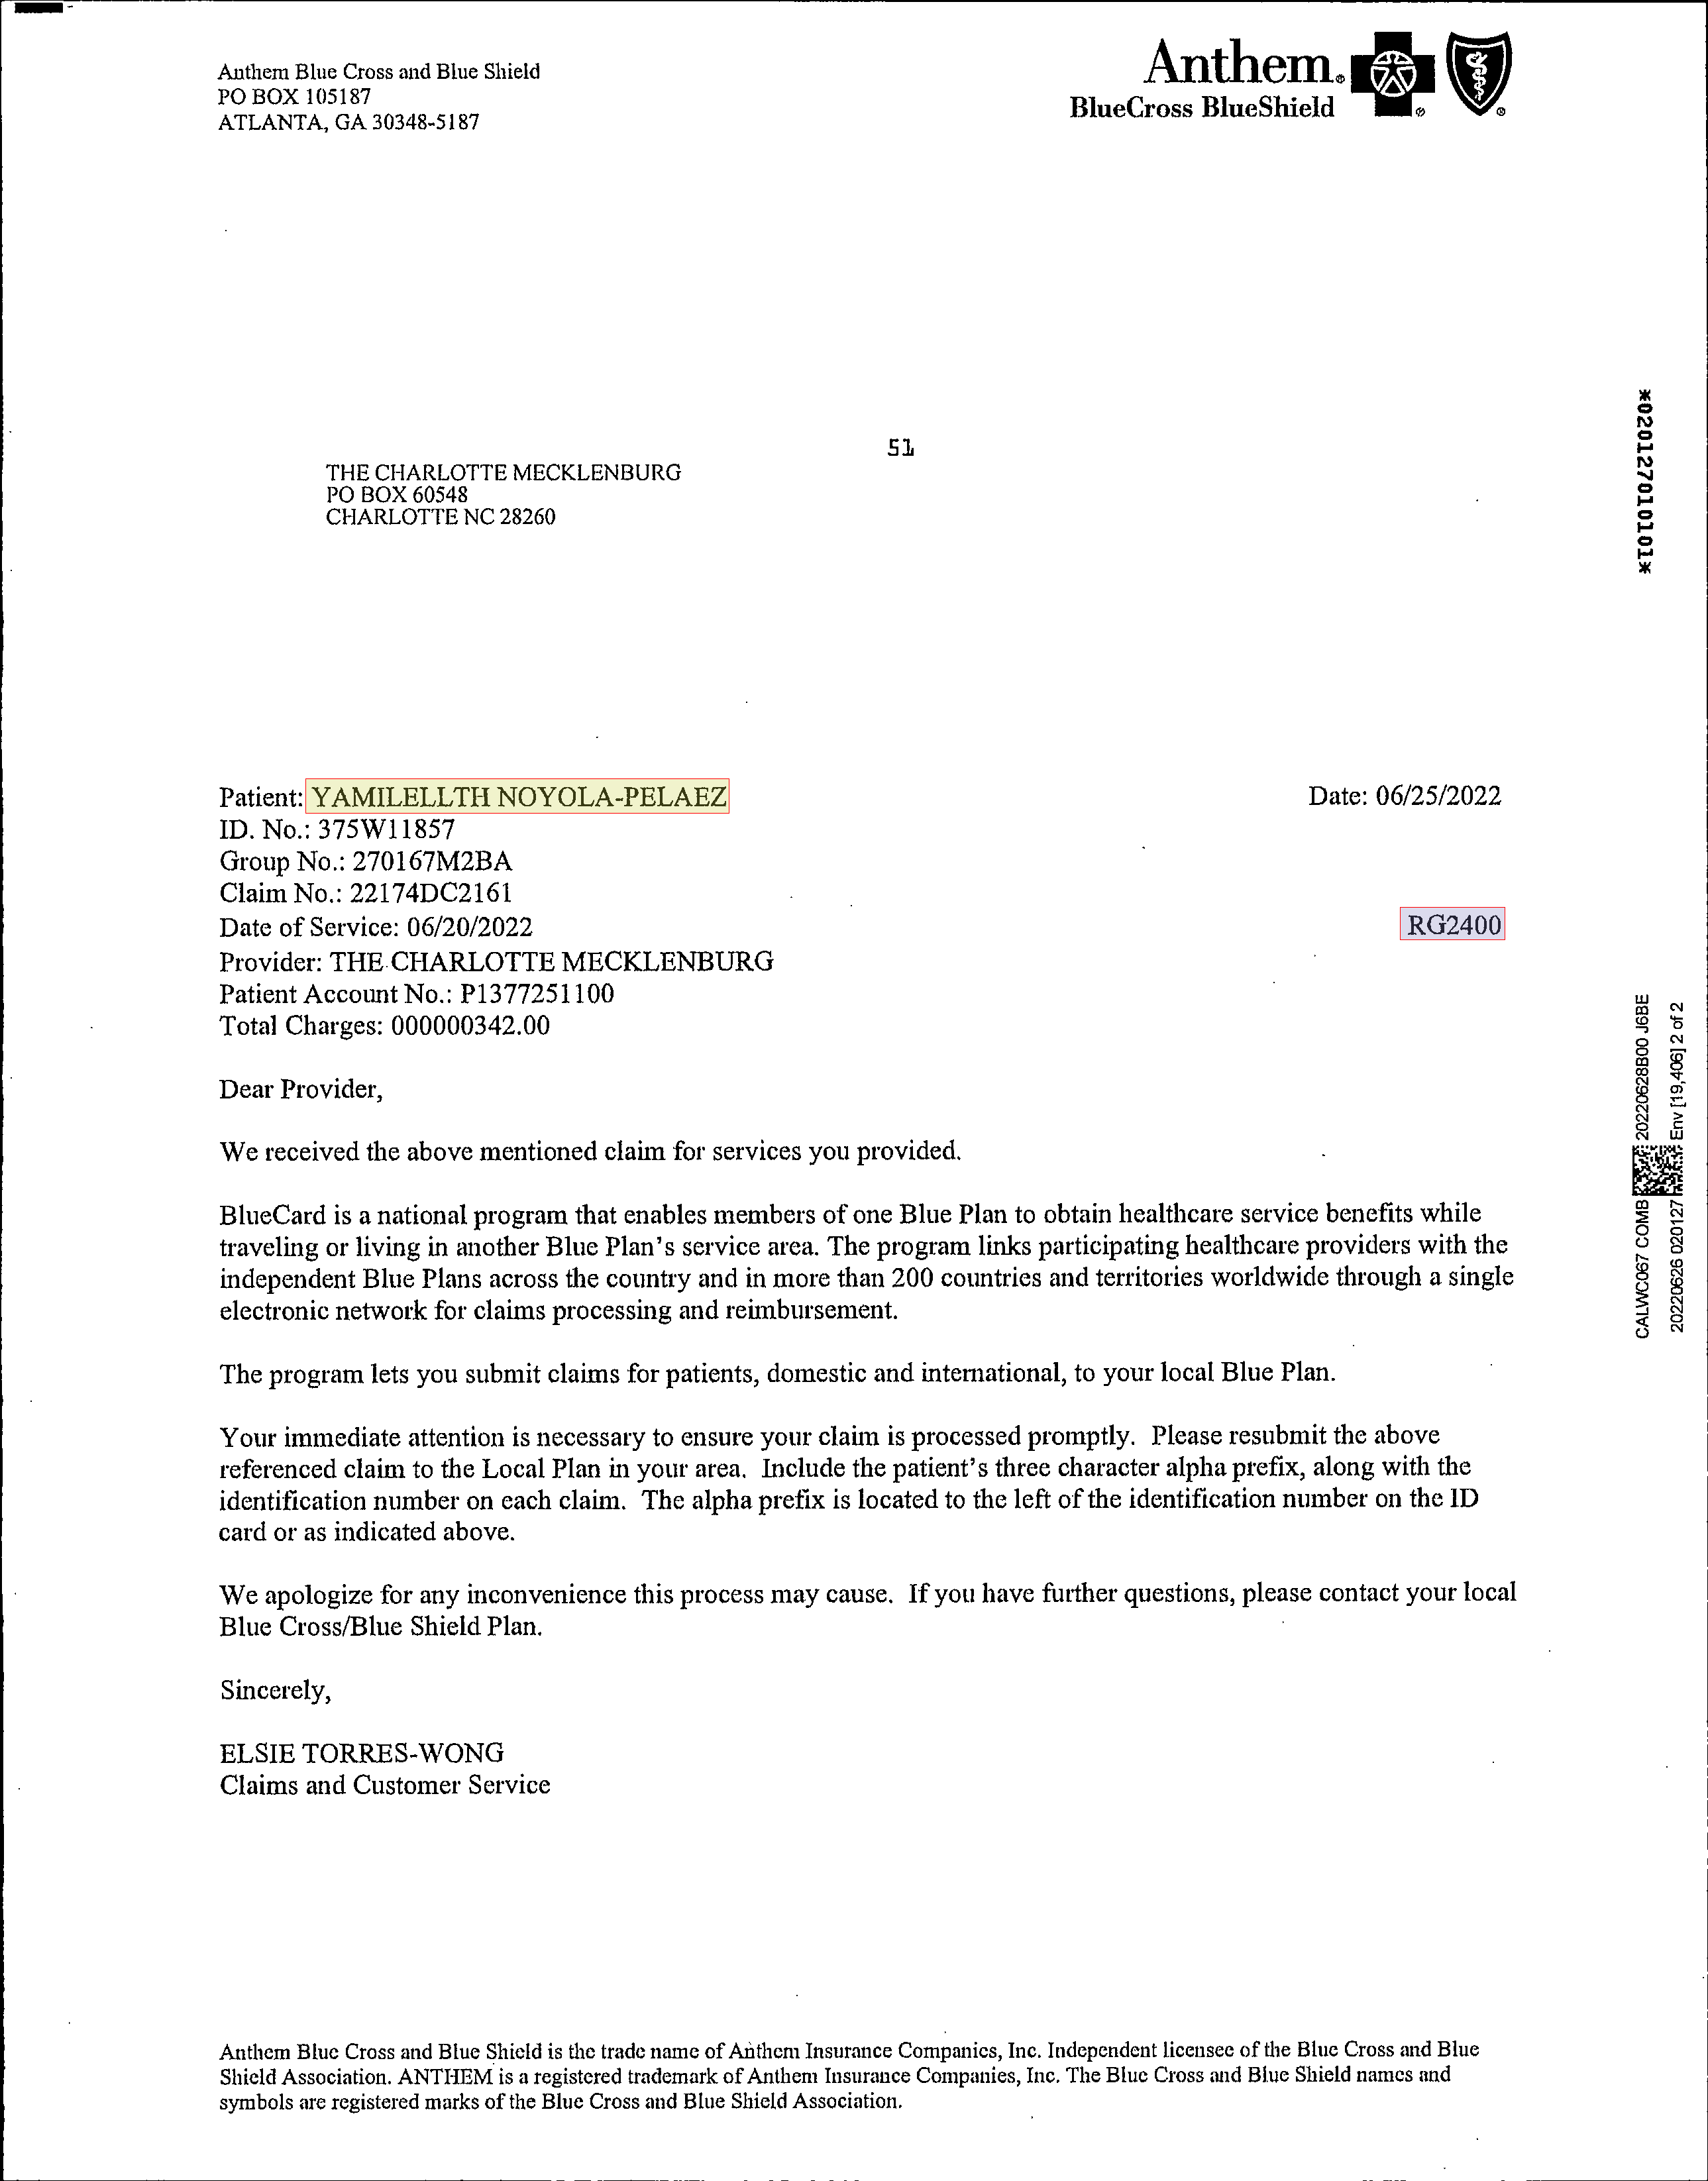 Anthem Blue Cross and Blue Shield
PO BOX 105187
ATLANTA, GA 30348-5187
Anthem®
BlueCross BlueShield
51
THE CHARLOTTE MECKLENBURG
PO BOX 60548
CHARLOTTE NC 28260
*020127010101*
Patient: YAMILELLTH NOYOLA-PELAEZ
Date: 06/25/2022
ID. No.: 375W11857
Group No.: 270167M2BA
Claim No.: 22174DC2161
Date of Service: 06/20/2022
RG2400
Provider: THE CHARLOTTE MECKLENBURG
Patient Account No.: P1377251100
Total Charges: 000000342.00
Dear Provider,
We received the above mentioned claim for services you provided.
BlueCard is a national program that enables members of one Blue Plan to obtain healthcare service benefits while
traveling or living in another Blue Plan's service area. The program links participating healthcare providers with the
independent Blue Plans across the country and in more than 200 countries and territories worldwide through a single
electronic network for claims processing and reimbursement.
The program lets you submit claims for patients, domestic and international, to your local Blue Plan.
Your immediate attention is necessary to ensure your claim is processed promptly. Please resubmit the above
referenced claim to the Local Plan in your area. Include the patient's three character alpha prefix, along with the
identification number on each claim. The alpha prefix is located to the left of the identification number on the ID
card or as indicated above.
We apologize for any inconvenience this process may cause. If you have further questions, please contact your local
Blue Cross/Blue Shield Plan.
Sincerely,
ELSIE TORRES-WONG
Claims and Customer Service
CALWC067 COMB 20220628B00 J6BE
20220626 020127 Env [19,406] 2 of 2
Anthem Blue Cross and Blue Shield is the trade name of Anthem Insurance Companies, Inc. Independent licensee of the Blue Cross and Blue
Shield Association. ANTHEM is a registered trademark of Anthem Insurance Companies, Inc. The Blue Cross and Blue Shield names and
symbols are registered marks of the Blue Cross and Blue Shield Association.